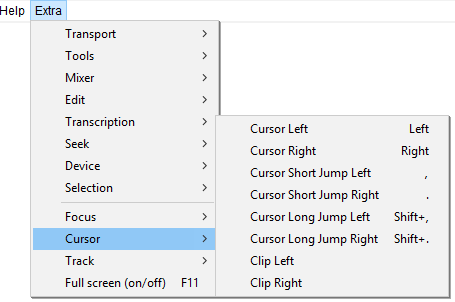 Help Extra
Transport
Tools
Mixer
Edit
Transcription
Seek
Device
Selection
Focus
Cursor
Track
Full screen (on/off) F11
Cursor Left Left
Cursor Right Right
Cursor Short Jump Left ,
Cursor Short Jump Right .
Cursor Long Jump Left Shift+,
Cursor Long Jump Right Shift+.
Clip Left
Clip Right